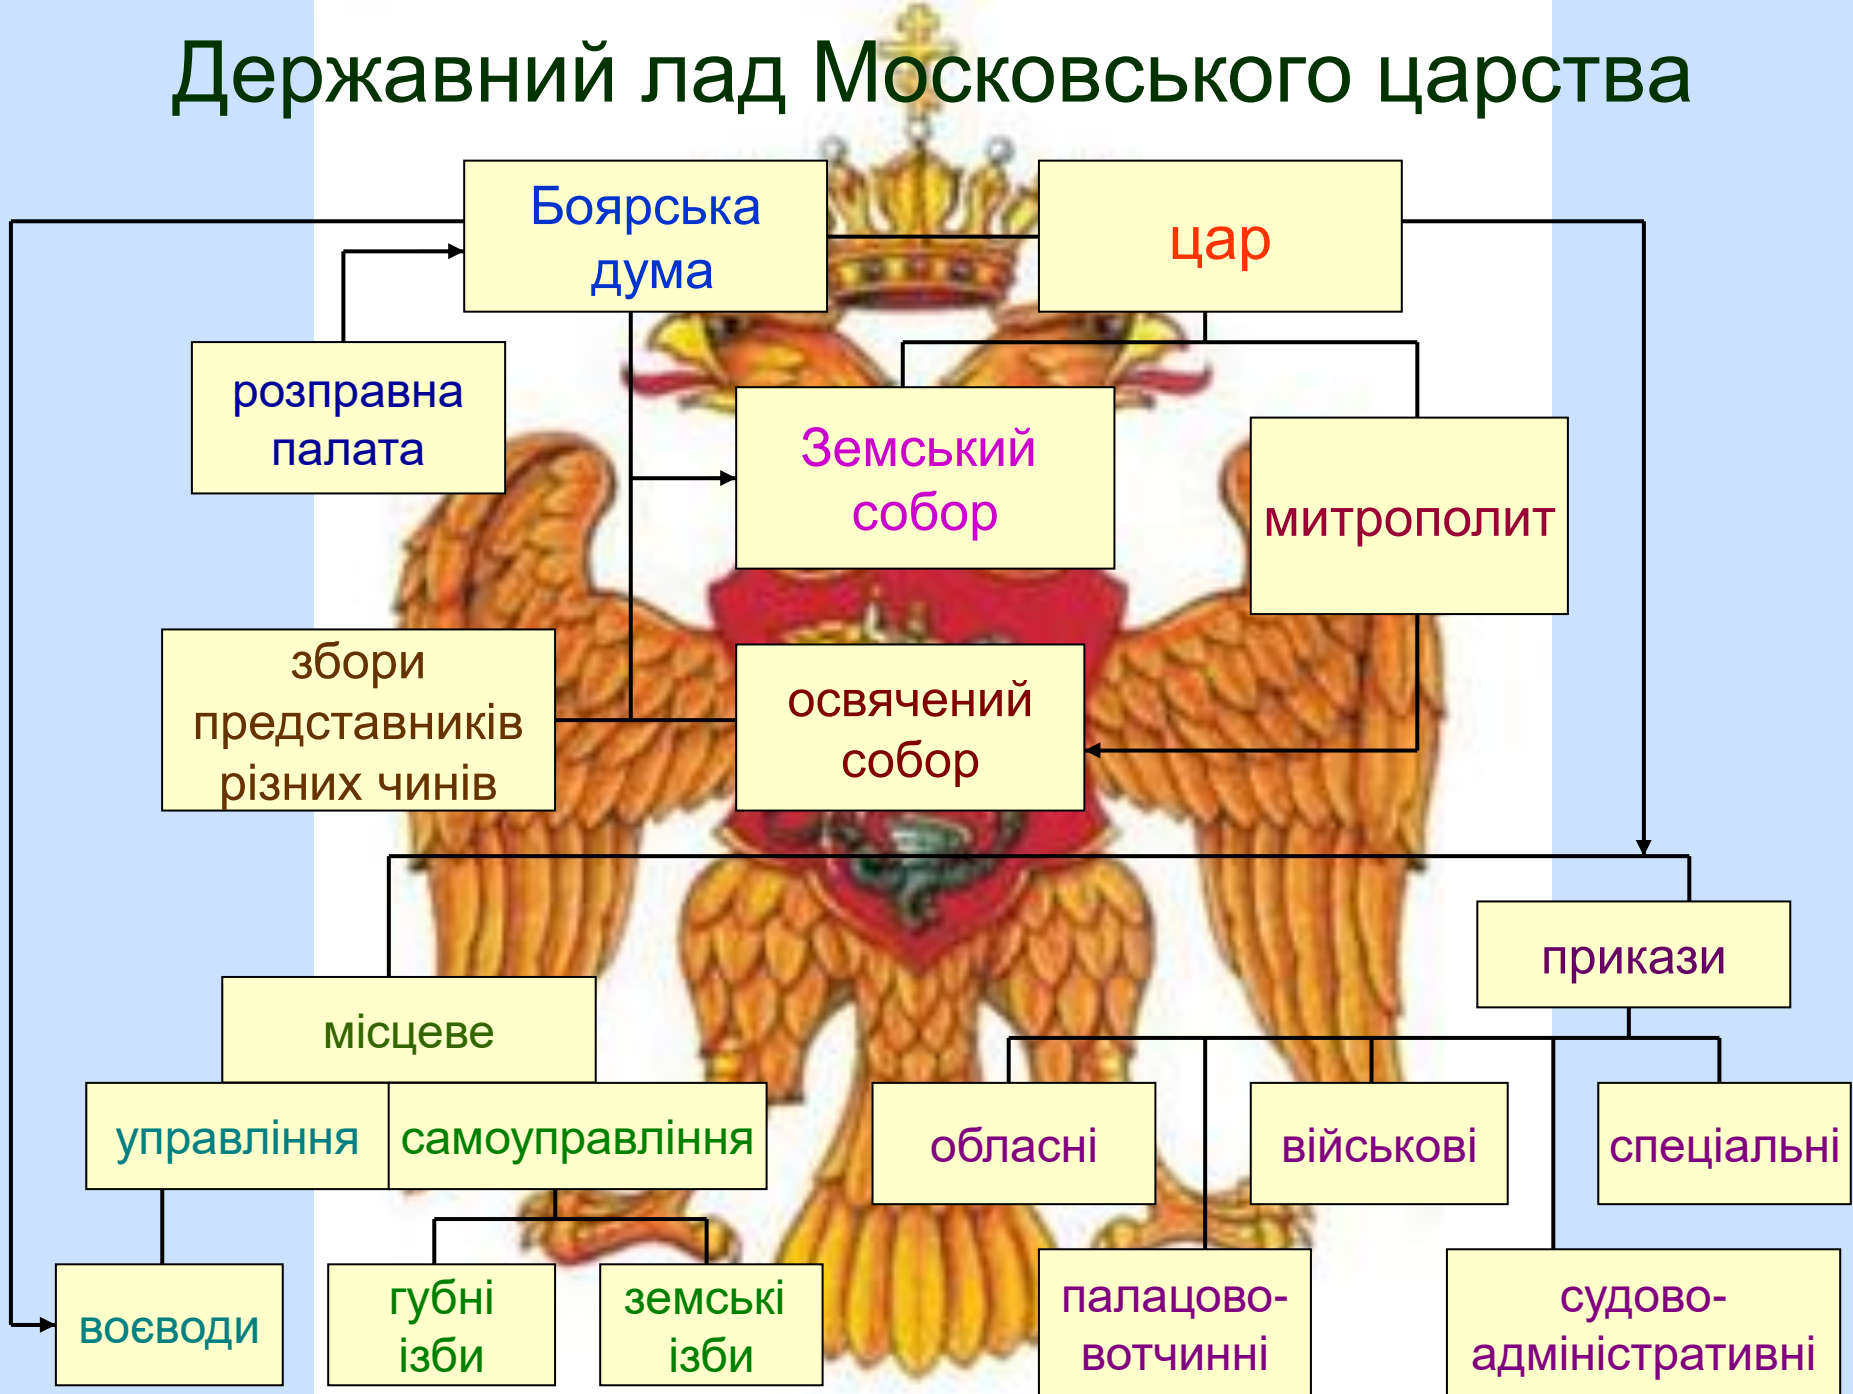 Державний лад Московського царства
Боярська
дума
цар
розправна
палата
Земський
собор
митрополит
збори
представників
різних чинів
освячений
собор
прикази
місцеве
управління
самоуправління
обласні
військові
спеціальні
воєводи
губні
ізби
земські
ізби
палацово-
вотчинні
судово-
адміністративні